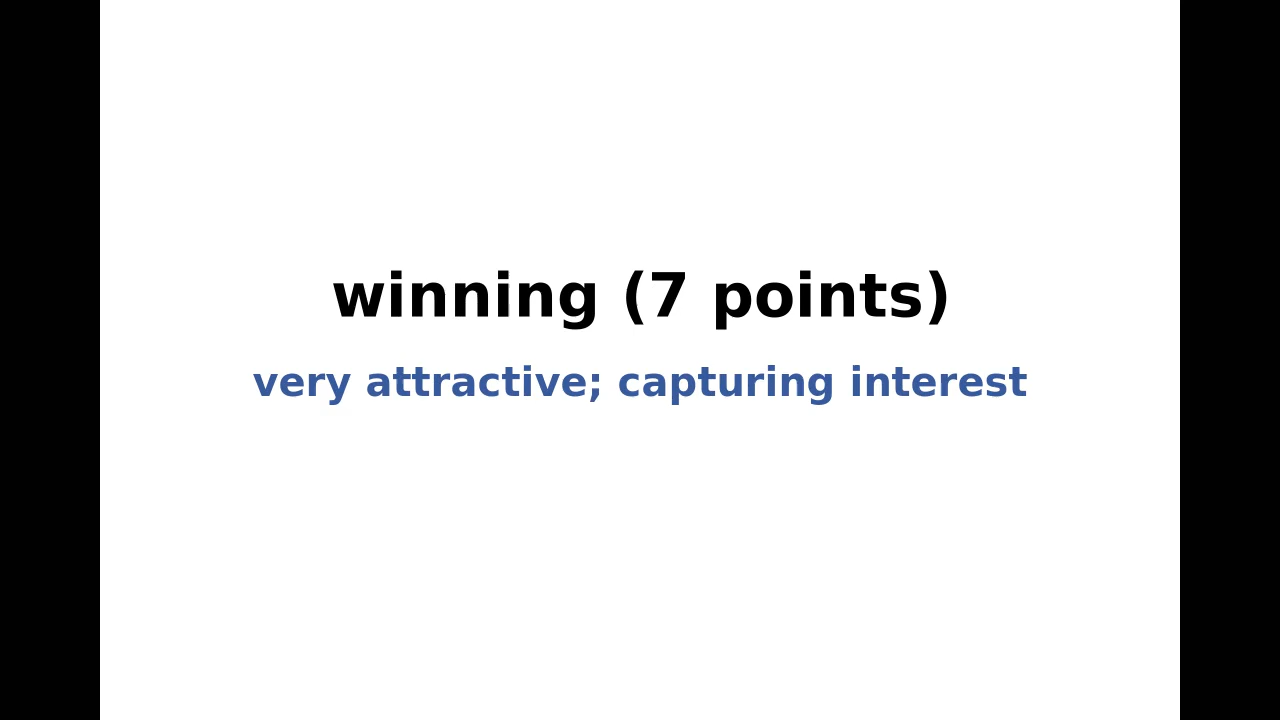 winning (7 points)
very attractive; capturing interest